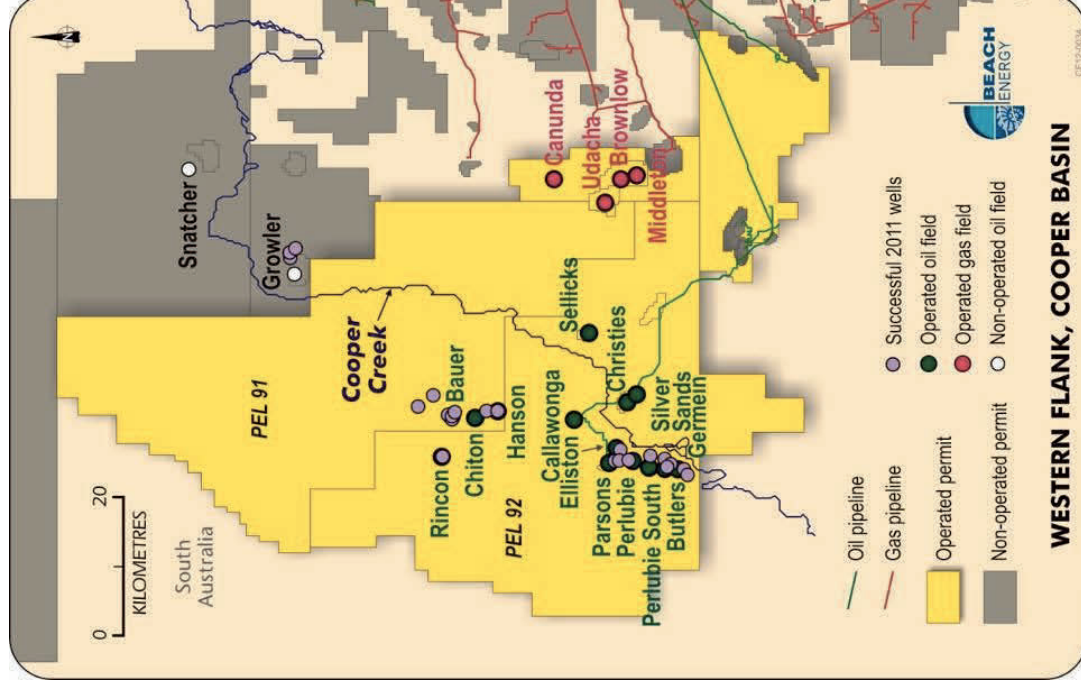 0 20
KILOMETRES
South
Australia
N
Snatcher
PEL 91
Growler
Cooper
Creek
Rincon
Bauer
Chiton
Hanson
PEL 92
Canunda
Callawonga
Elliston
Sellicks
Udacha
Brownlow
Middleton
Parsons
Perlubie
Perlubie South
Butlers
Christies
Silver
Sands
Germein
Oil pipeline
Gas pipeline
Operated permit
Non-operated permit
Successful 2011 wells
Operated oil field
Operated gas field
Non-operated oil field
BEACH
ENERGY
WESTERN FLANK, COOPER BASIN